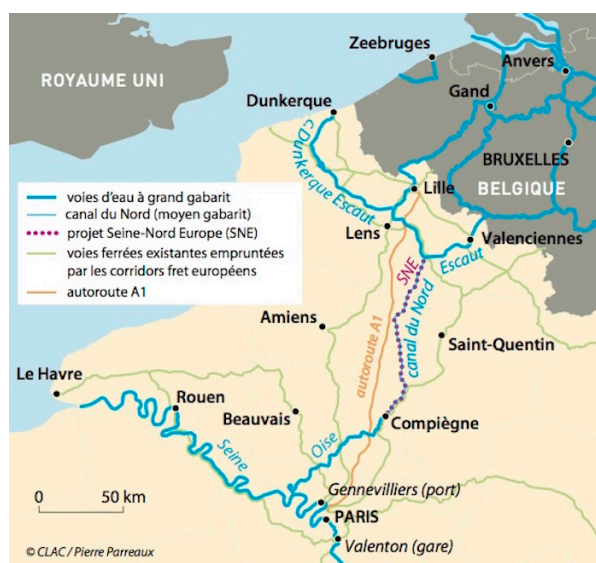 ROYAUME UNI
Zeebruges
Anvers
Gand
Dunkerque
BRUXELLES
c. Dunkerque Escaut
Lille
BELGIQUE
voies d'eau à grand gabarit
canal du Nord (moyen gabarit)
projet Seine-Nord Europe (SNE)
voies ferrées existantes empruntées
par les corridors fret européens
autoroute A1
Lens
Valenciennes
Escaut
SNE
Amiens
autoroute A1
canal du Nord
Saint-Quentin
Le Havre
Rouen
Beauvais
Compiègne
Oise
Seine
0 50 km
Gennevilliers (port)
PARIS
Valenton (gare)
© CLAC / Pierre Parreaux